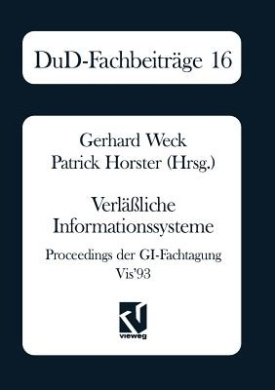 DuD-Fachbeiträge 16
Gerhard Weck
Patrick Horster (Hrsg.)
Verläßliche
Informationssysteme
Proceedings der GI-Fachtagung
Vis'93
vieweg